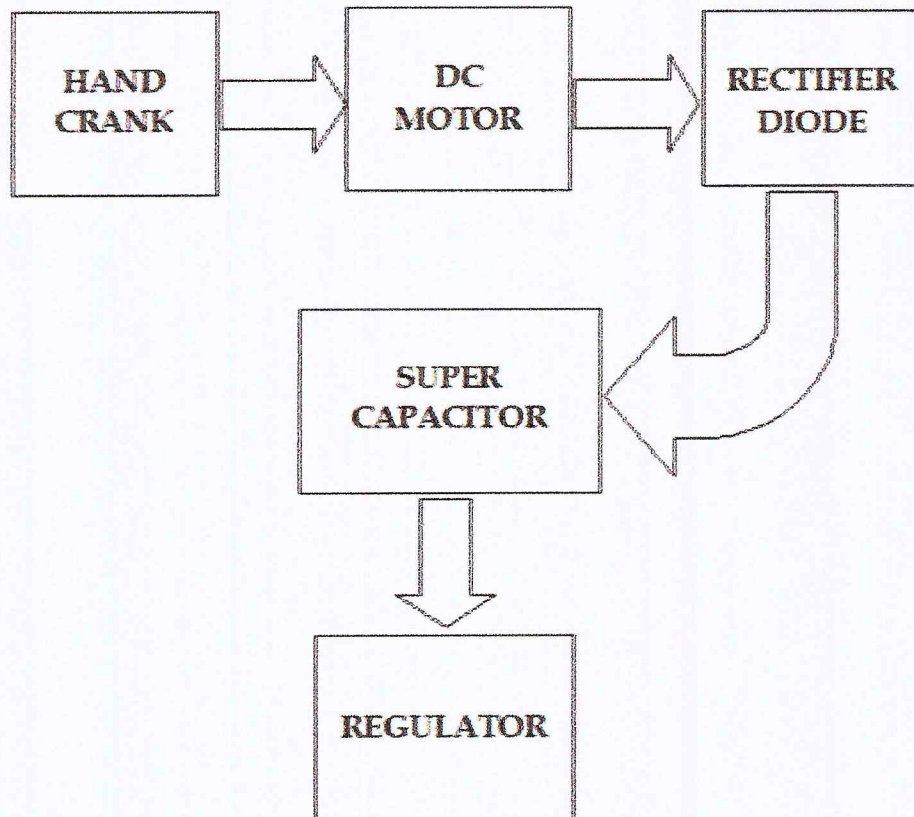 HAND
CRANK
DC
MOTOR
RECTIFIER
DIODE
SUPER
CAPACITOR
REGULATOR